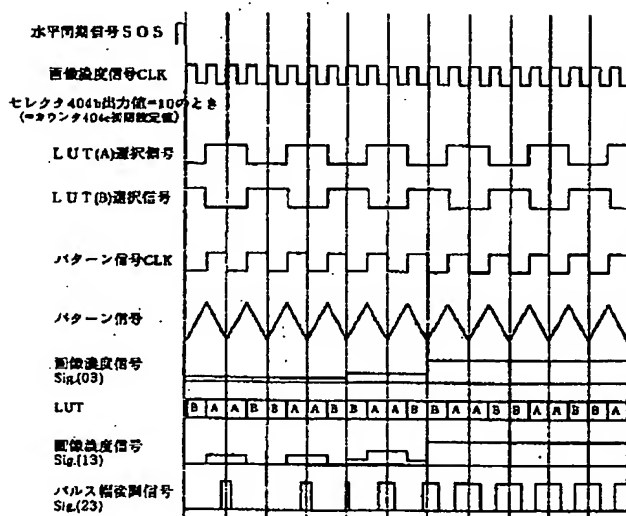 水平同期信号SOS
画像濃度信号CLK
セレクタ404b出力値=10のとき
(=カウンタ404c初期設定値)
LUT(A)選択信号
LUT(B)選択信号
パターン信号CLK
パターン信号
画像濃度信号
Sig.(03)
LUT
B A A B B A A B B A A B B A A B B A A B B A
画像濃度信号
Sig.(13)
パルス幅変調信号
Sig.(23)